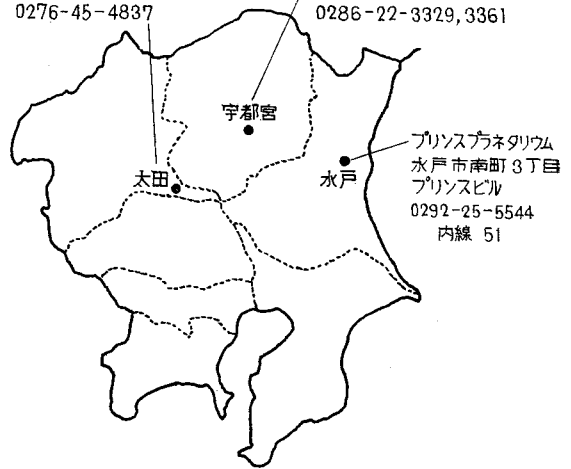 0276-45-4837
0286-22-3329,3361
宇都宮
太田
水戸
プリンスプラネタリウム
水戸市南町3丁目
プリンスビル
0292-25-5544
内線 51